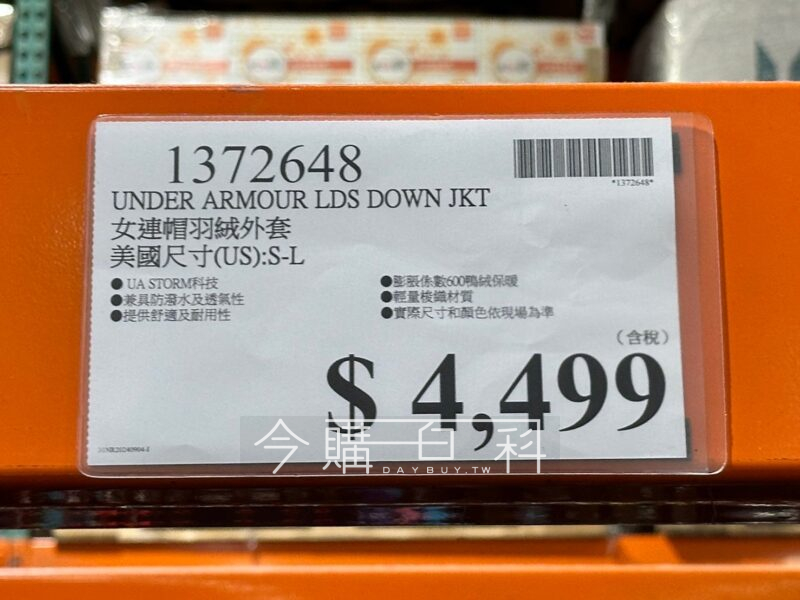 1372648
*1372648*
UNDER ARMOUR LDS DOWN JKT
女連帽羽絨外套
美國尺寸(US):S-L
● UA STORM科技
●兼具防潑水及透氣性
●提供舒適及耐用性
●膨脹係數600鴨絨保暖
●輕量梭織材質
●實際尺寸和顏色依現場為準
(含稅)
$ 4,499
今購百科
DAYBUY.TW